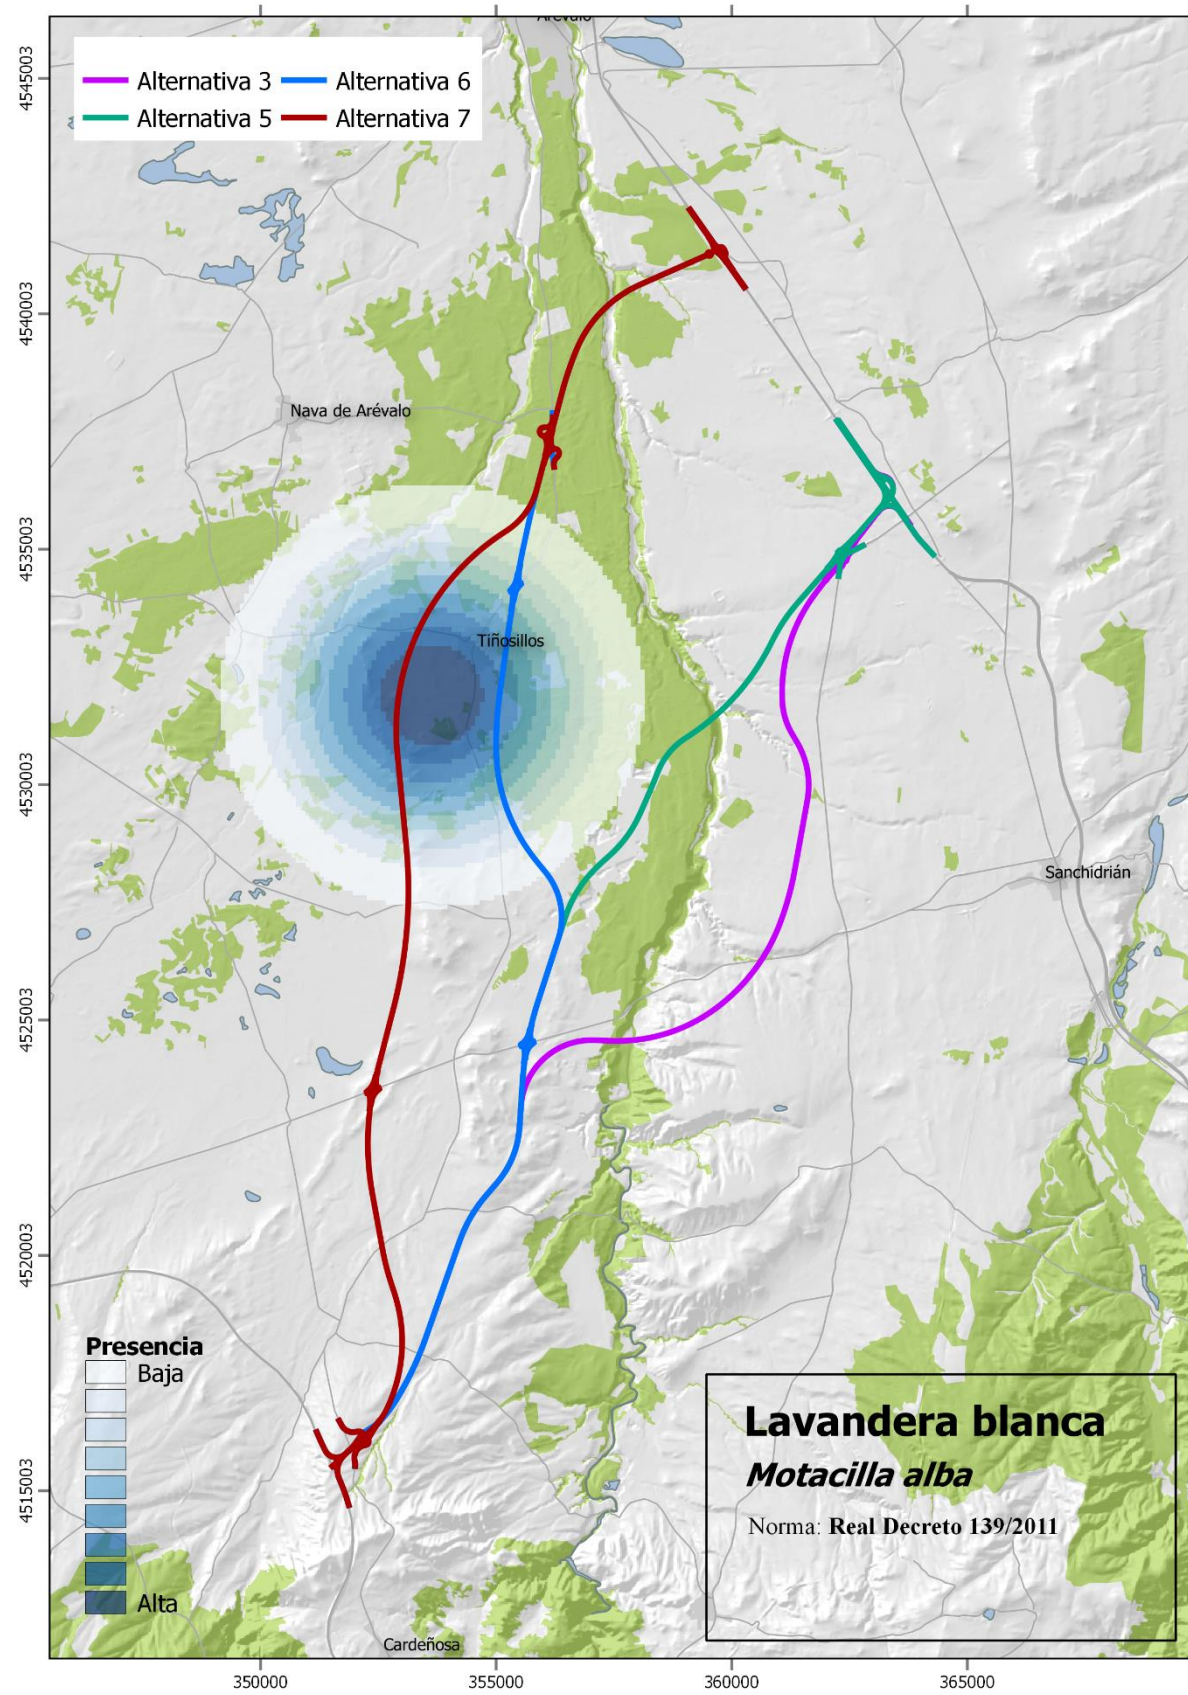 Arévalo
Alternativa 3
Alternativa 6
Alternativa 5
Alternativa 7
4545003
4540003
4535003
4530003
4525003
4520003
4515003
Nava de Arévalo
Tiñosillos
Sanchidrián
Cardeñosa
Presencia
Baja
Alta
Lavandera blanca
Motacilla alba
Norma: Real Decreto 139/2011
350000
355000
360000
365000